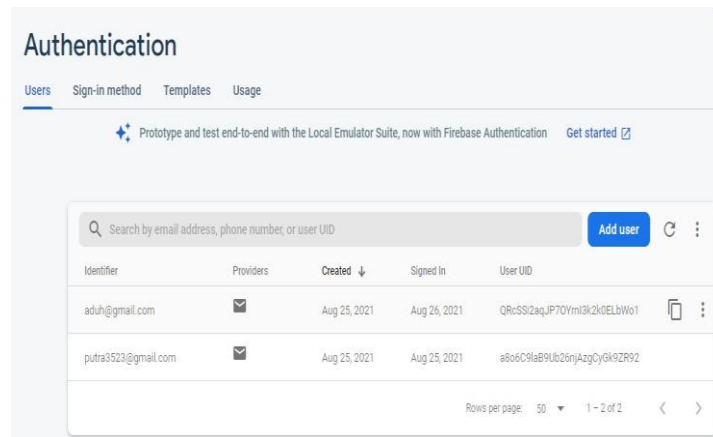 Authentication
Users Sign-in method Templates Usage
Prototype and test end-to-end with the Local Emulator Suite, now with Firebase Authentication Get started
Search by email address, phone number, or user UID Add user
Identifier Providers Created Signed In User UID
aduh@gmail.com Aug 25, 2021 Aug 26, 2021 QRcSSi2aqJP7OYrnI3k2k0ELbWo1
putra3523@gmail.com Aug 25, 2021 Aug 25, 2021 a8o6C9laB9Ub26njAzgCyGk9ZR92
Rows per page: 50 1 – 2 of 2